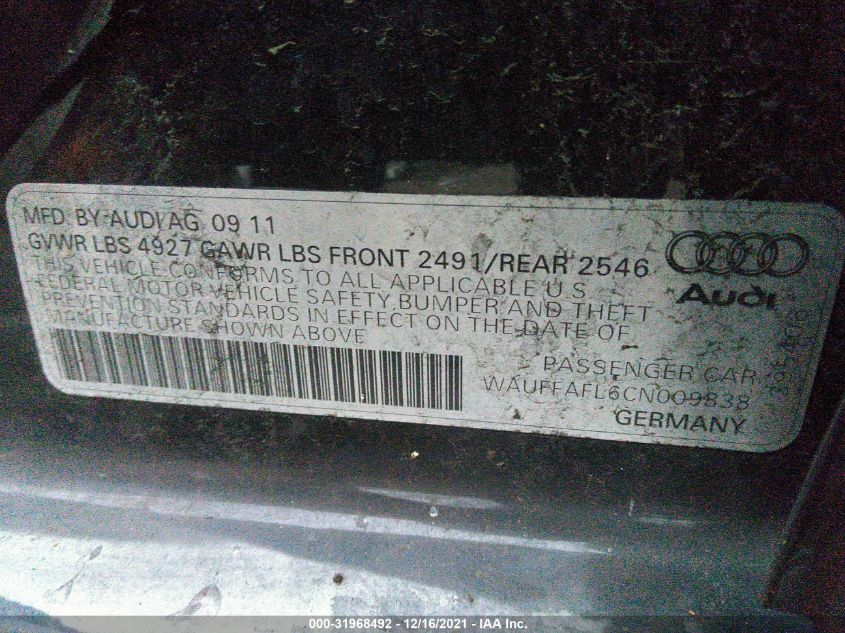 MFD. BY AUDI AG 09 11
GVWR LBS 4927 GAWR LBS FRONT 2491/REAR 2546
THIS VEHICLE CONFORMS TO ALL APPLICABLE U S
FEDERAL MOTOR VEHICLE SAFETY, BUMPER AND THEFT
PREVENTION STANDARDS IN EFFECT ON THE DATE OF
MANUFACTURE SHOWN ABOVE
Audi
PASSENGER CAR
WAUFFAFL6CN009838
GERMANY
000-31968492 - 12/16/2021 - IAA Inc.